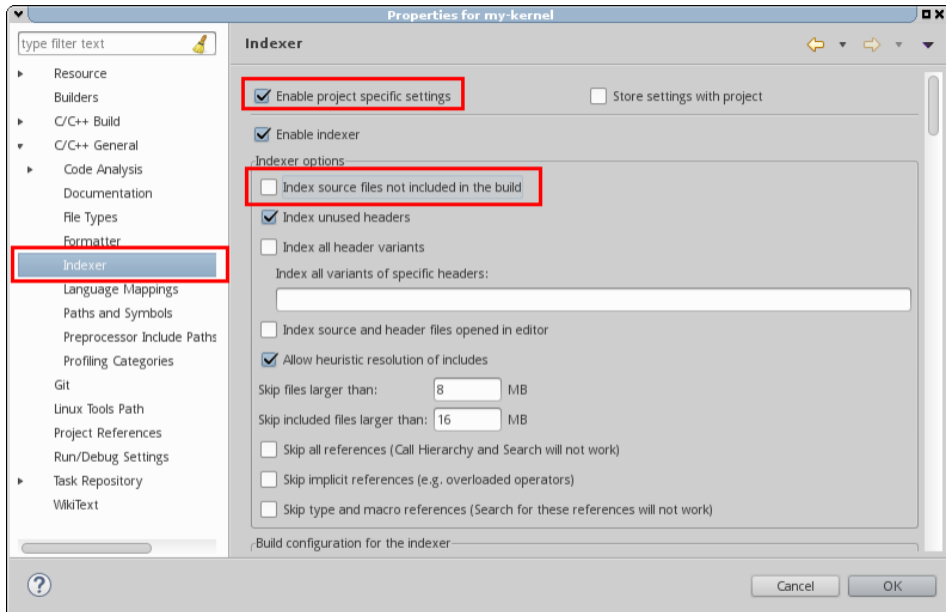 Properties for my-kernel
type filter text
Indexer
Resource
Builders
C/C++ Build
C/C++ General
Code Analysis
Documentation
File Types
Formatter
Indexer
Language Mappings
Paths and Symbols
Preprocessor Include Paths
Profiling Categories
Git
Linux Tools Path
Project References
Run/Debug Settings
Task Repository
WikiText
Enable project specific settings
Store settings with project
Enable indexer
Indexer options
Index source files not included in the build
Index unused headers
Index all header variants
Index all variants of specific headers:
Index source and header files opened in editor
Allow heuristic resolution of includes
Skip files larger than: 8 MB
Skip included files larger than: 16 MB
Skip all references (Call Hierarchy and Search will not work)
Skip implicit references (e.g. overloaded operators)
Skip type and macro references (Search for these references will not work)
Build configuration for the indexer
?
Cancel
OK